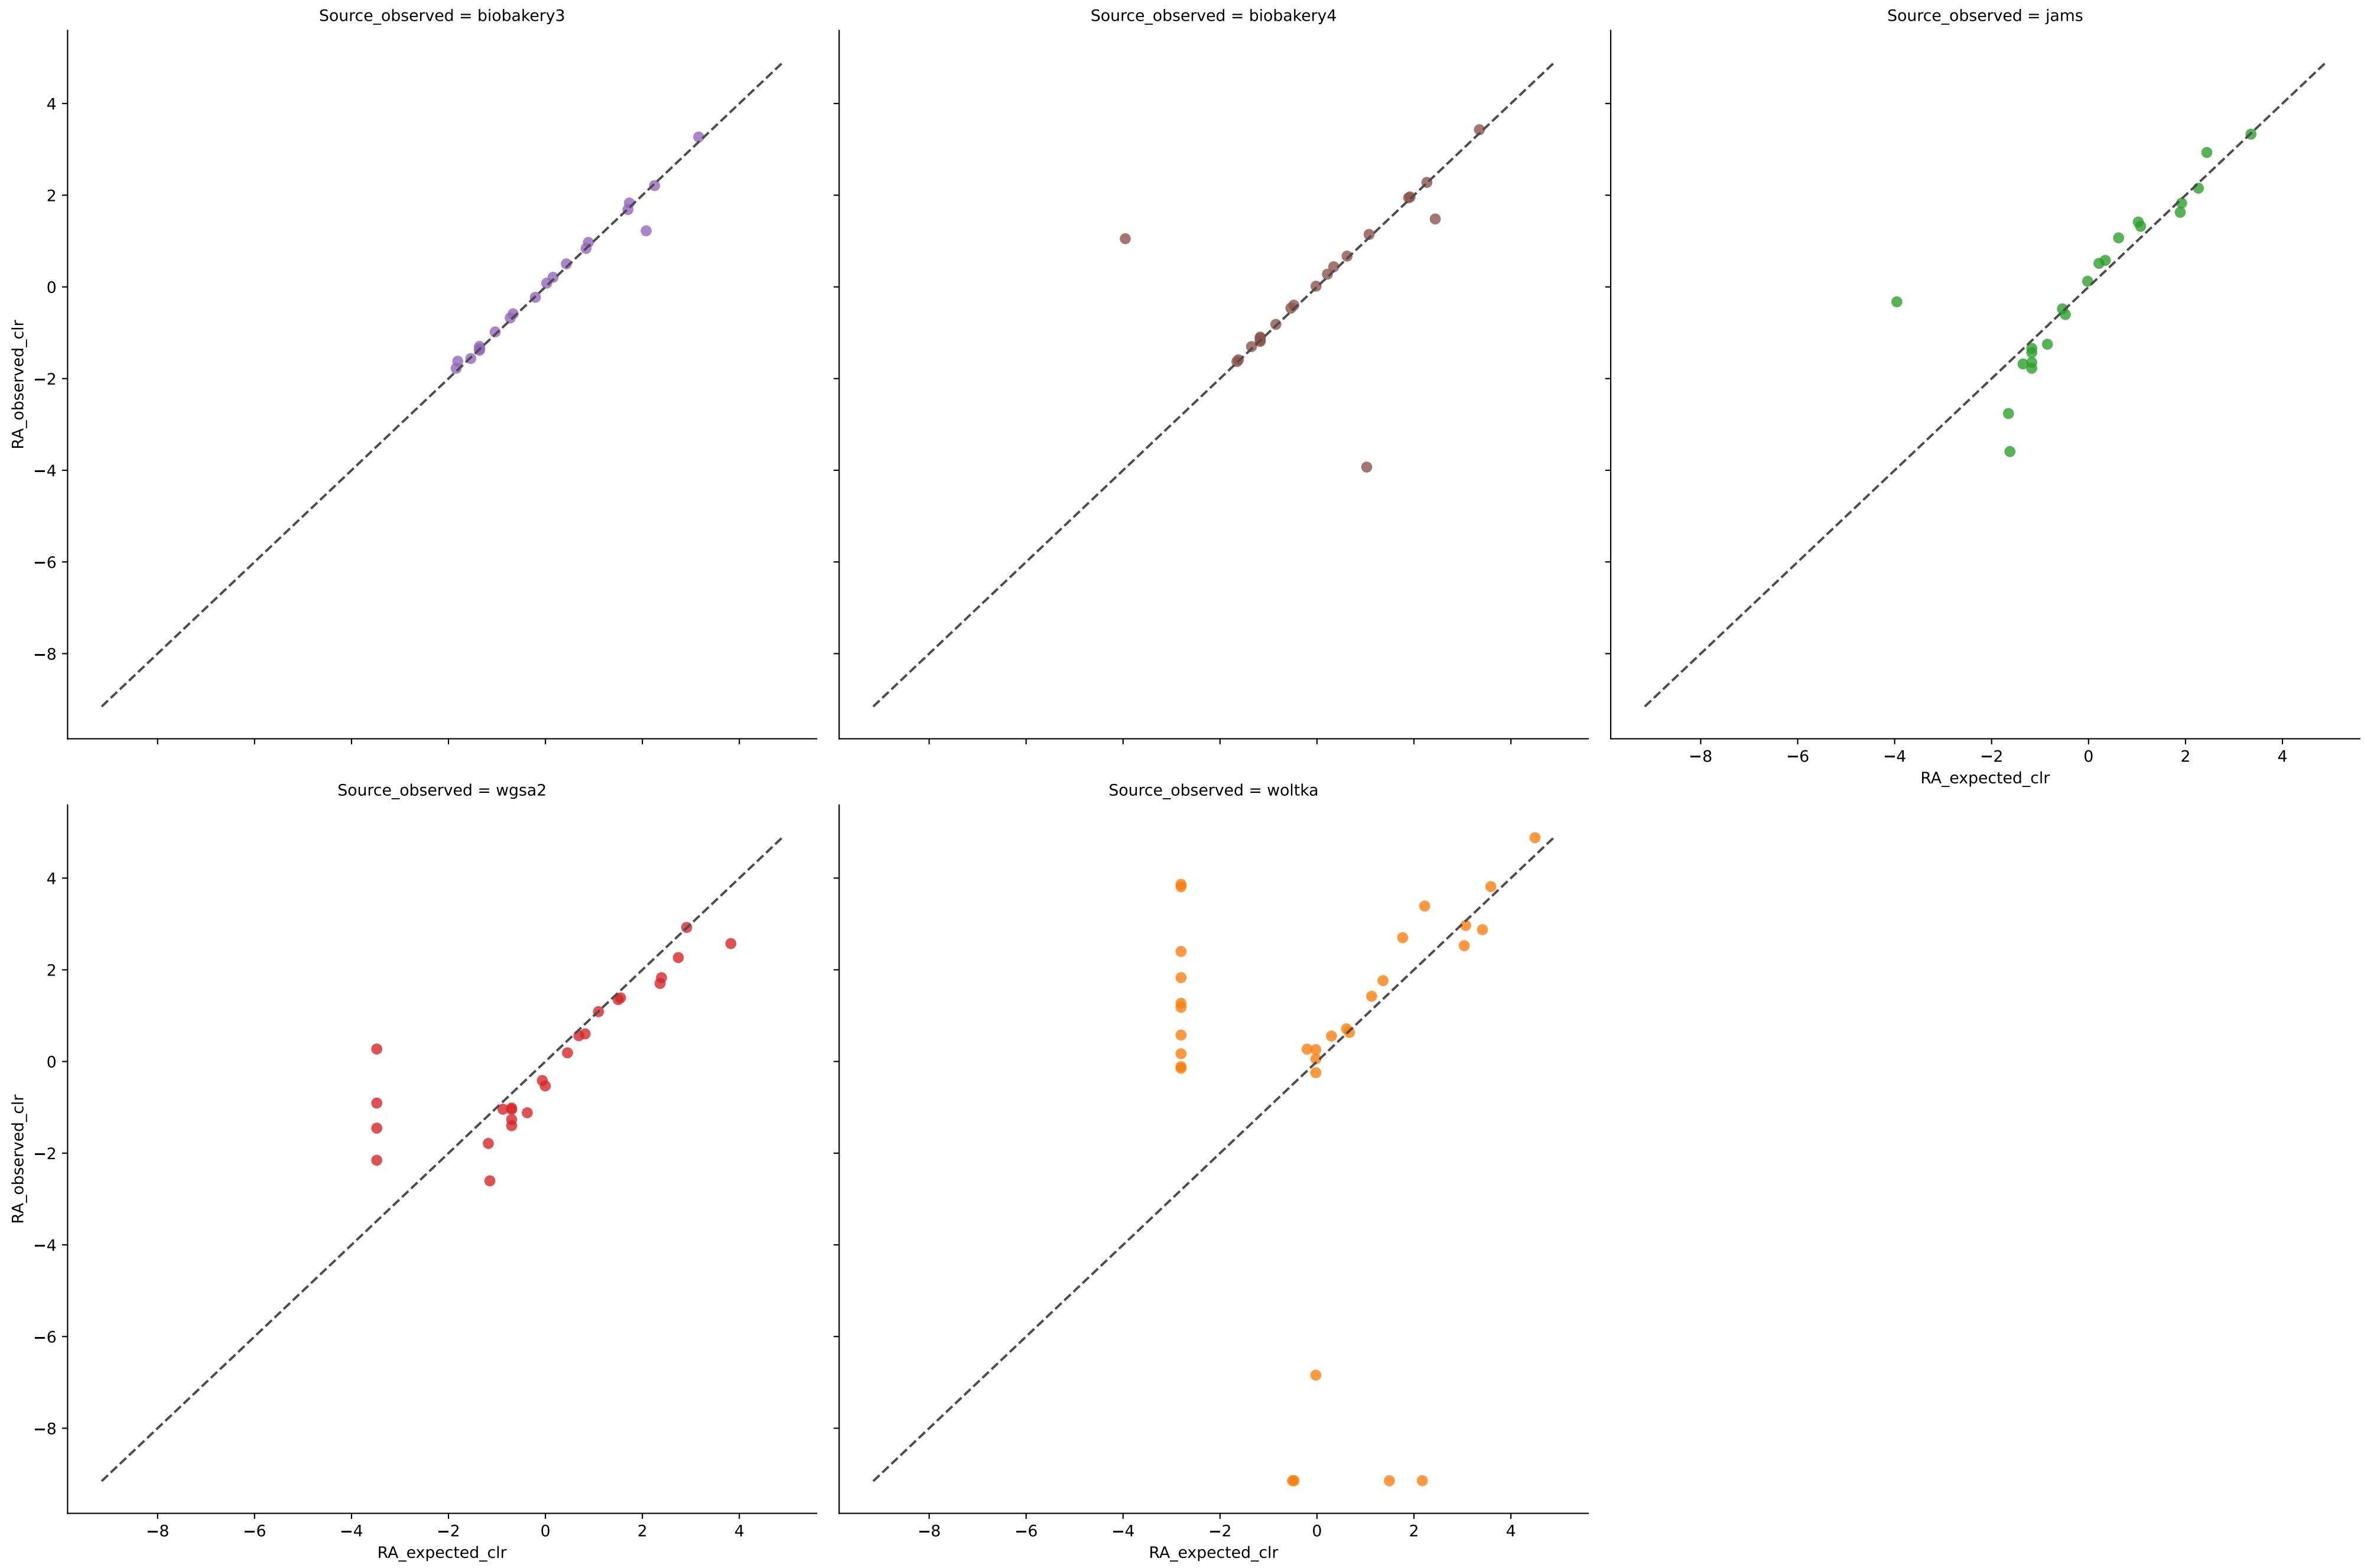 Source_observed = biobakery3
Source_observed = biobakery4
Source_observed = jams
4
2
0
−2
−4
−6
−8
RA_observed_clr
−8 −6 −4 −2 0 2 4
RA_expected_clr
Source_observed = wgsa2
Source_observed = woltka
4
2
0
−2
−4
−6
−8
RA_observed_clr
−8 −6 −4 −2 0 2 4
−8 −6 −4 −2 0 2 4
RA_expected_clr
RA_expected_clr